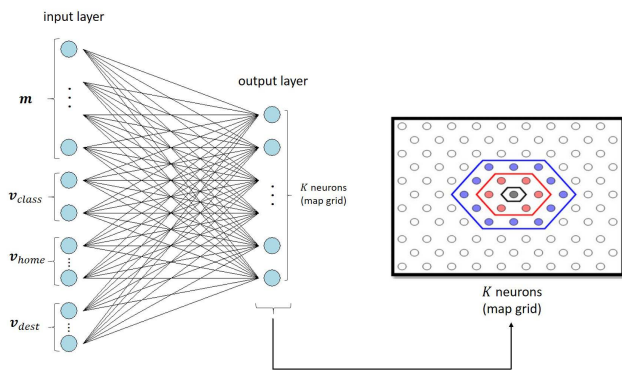 input layer
m
v_class
v_home
v_dest
output layer
K neurons
(map grid)
K neurons
(map grid)